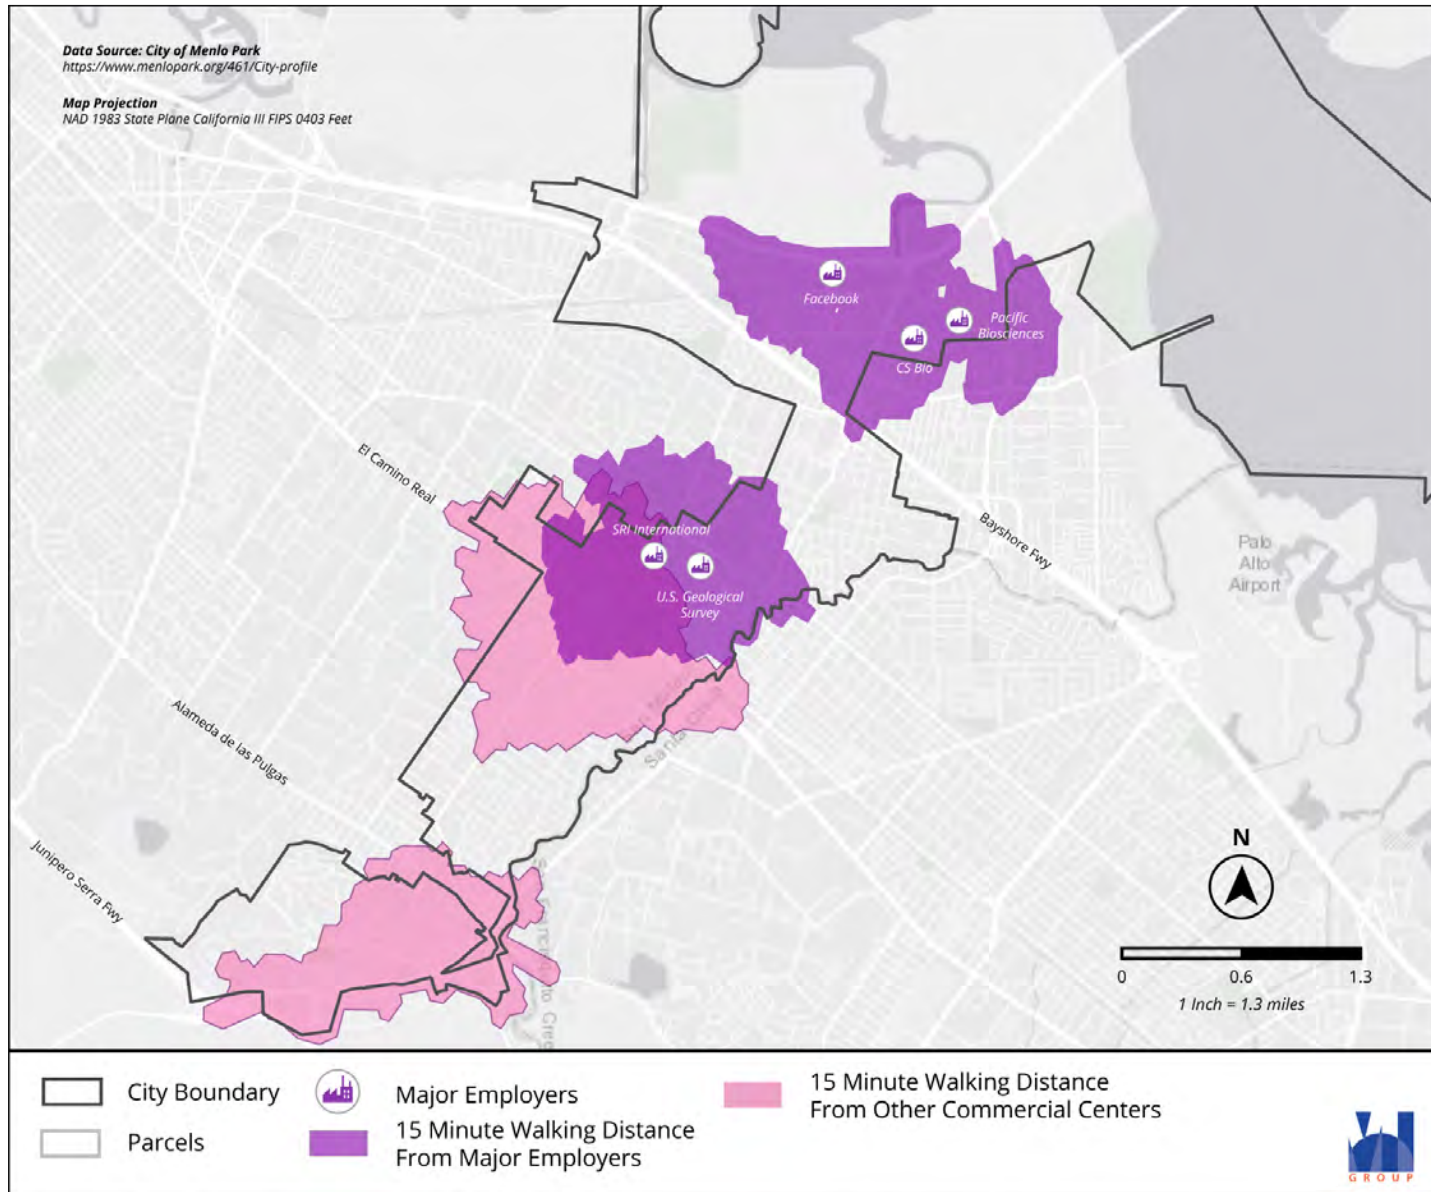 Data Source: City of Menlo Park
https://www.menlopark.org/461/City-profile
Map Projection
NAD 1983 State Plane California III FIPS 0403 Feet
Facebook
Pacific
Biosciences
CS Bio
El Camino Real
SRI International
Bayshore Fwy
Palo
Alto
Airport
U.S. Geological
Survey
Santa Clara
Alameda de las Pulgas
Junipero Serra Fwy
N
0
0.6
1.3
1 Inch = 1.3 miles
City Boundary
Parcels
Major Employers
15 Minute Walking Distance
From Major Employers
15 Minute Walking Distance
From Other Commercial Centers
GROUP